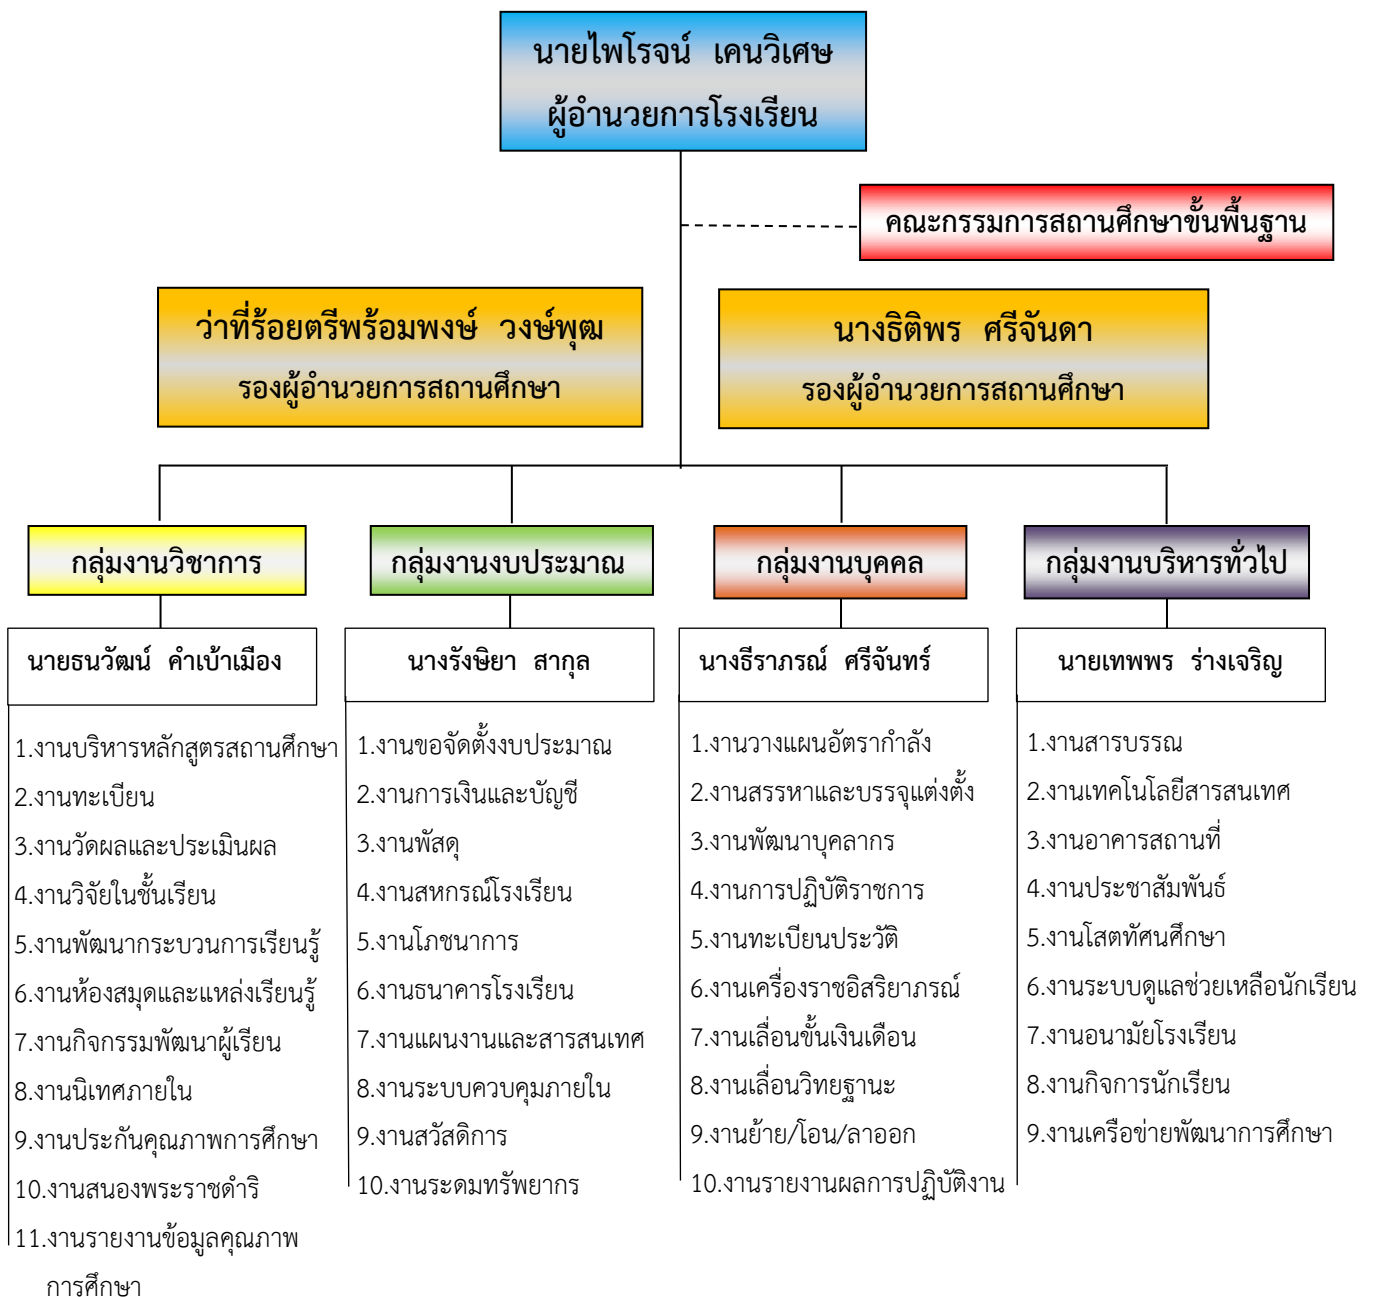 นายไพโรจน์ เคนวิเศษ
ผู้อำนวยการโรงเรียน
คณะกรรมการสถานศึกษาขั้นพื้นฐาน
ว่าที่ร้อยตรีพร้อมพงษ์ วงษ์พุฒ
รองผู้อำนวยการสถานศึกษา
นางธิติพร ศรีจันดา
รองผู้อำนวยการสถานศึกษา
กลุ่มงานวิชาการ
นายธนวัฒน์ คำเบ้าเมือง
1.งานบริหารหลักสูตรสถานศึกษา
2.งานทะเบียน
3.งานวัดผลและประเมินผล
4.งานวิจัยในชั้นเรียน
5.งานพัฒนากระบวนการเรียนรู้
6.งานห้องสมุดและแหล่งเรียนรู้
7.งานกิจกรรมพัฒนาผู้เรียน
8.งานนิเทศภายใน
9.งานประกันคุณภาพการศึกษา
10.งานสนองพระราชดำริ
11.งานรายงานข้อมูลคุณภาพ
การศึกษา
กลุ่มงานงบประมาณ
นางรังษิยา สากุล
1.งานขอจัดตั้งงบประมาณ
2.งานการเงินและบัญชี
3.งานพัสดุ
4.งานสหกรณ์โรงเรียน
5.งานโภชนาการ
6.งานธนาคารโรงเรียน
7.งานแผนงานและสารสนเทศ
8.งานระบบควบคุมภายใน
9.งานสวัสดิการ
10.งานระดมทรัพยากร
กลุ่มงานบุคคล
นางธีราภรณ์ ศรีจันทร์
1.งานวางแผนอัตรากำลัง
2.งานสรรหาและบรรจุแต่งตั้ง
3.งานพัฒนาบุคลากร
4.งานการปฏิบัติราชการ
5.งานทะเบียนประวัติ
6.งานเครื่องราชอิสริยาภรณ์
7.งานเลื่อนขั้นเงินเดือน
8.งานเลื่อนวิทยฐานะ
9.งานย้าย/โอน/ลาออก
10.งานรายงานผลการปฏิบัติงาน
กลุ่มงานบริหารทั่วไป
นายเทพพร ร่างเจริญ
1.งานสารบรรณ
2.งานเทคโนโลยีสารสนเทศ
3.งานอาคารสถานที่
4.งานประชาสัมพันธ์
5.งานโสตทัศนศึกษา
6.งานระบบดูแลช่วยเหลือนักเรียน
7.งานอนามัยโรงเรียน
8.งานกิจการนักเรียน
9.งานเครือข่ายพัฒนาการศึกษา